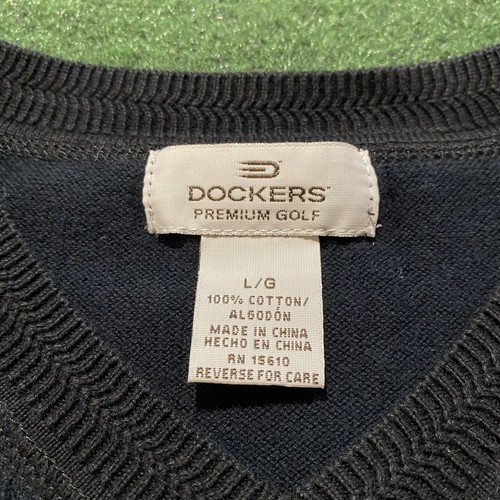 DOCKERS
PREMIUM GOLF
L/G
100% COTTON/
ALGODÓN
MADE IN CHINA
HECHO EN CHINA
RN 15610
REVERSE FOR CARE